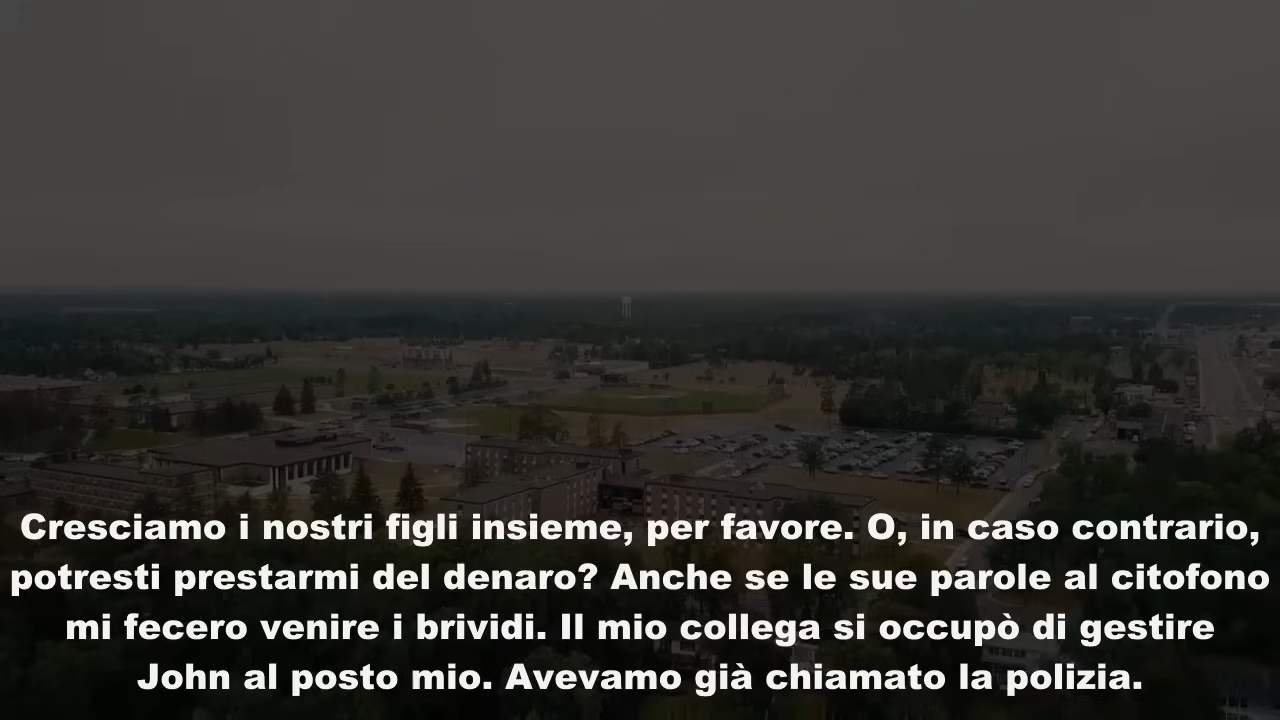 Cresciamo i nostri figli insieme, per favore. O, in caso contrario,
potresti prestarmi del denaro? Anche se le sue parole al citofono
mi fecero venire i brividi. Il mio collega si occupò di gestire
John al posto mio. Avevamo già chiamato la polizia.